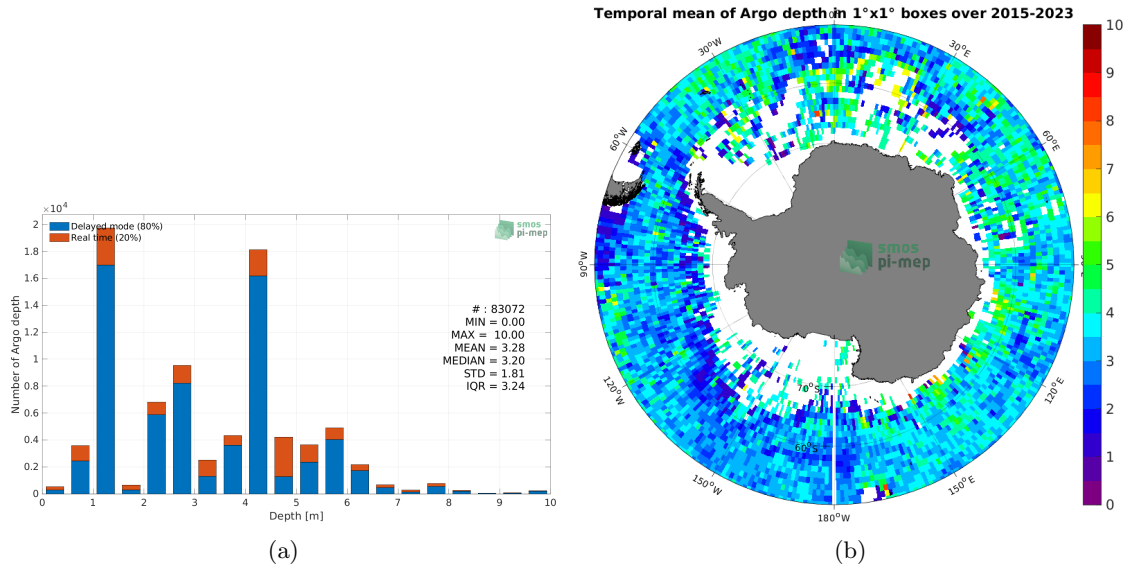 ×10⁴
2
1.8
1.6
1.4
1.2
1
0.8
0.6
0.4
0.2
0
Number of Argo depth
Delayed mode (80%)
Real time (20%)
smos
pi-mep
# : 83072
MIN = 0.00
MAX = 10.00
MEAN = 3.28
MEDIAN = 3.20
STD = 1.81
IQR = 3.24
0 1 2 3 4 5 6 7 8 9 10
Depth [m]
(a)
Temporal mean of Argo depth in 1°x1° boxes over 2015-2023
30°W
30°E
60°W
60°E
90°W
120°W
120°E
150°W
150°E
180°W
70°S
60°S
smos
pi-mep
10
9
8
7
6
5
4
3
2
1
0
(b)